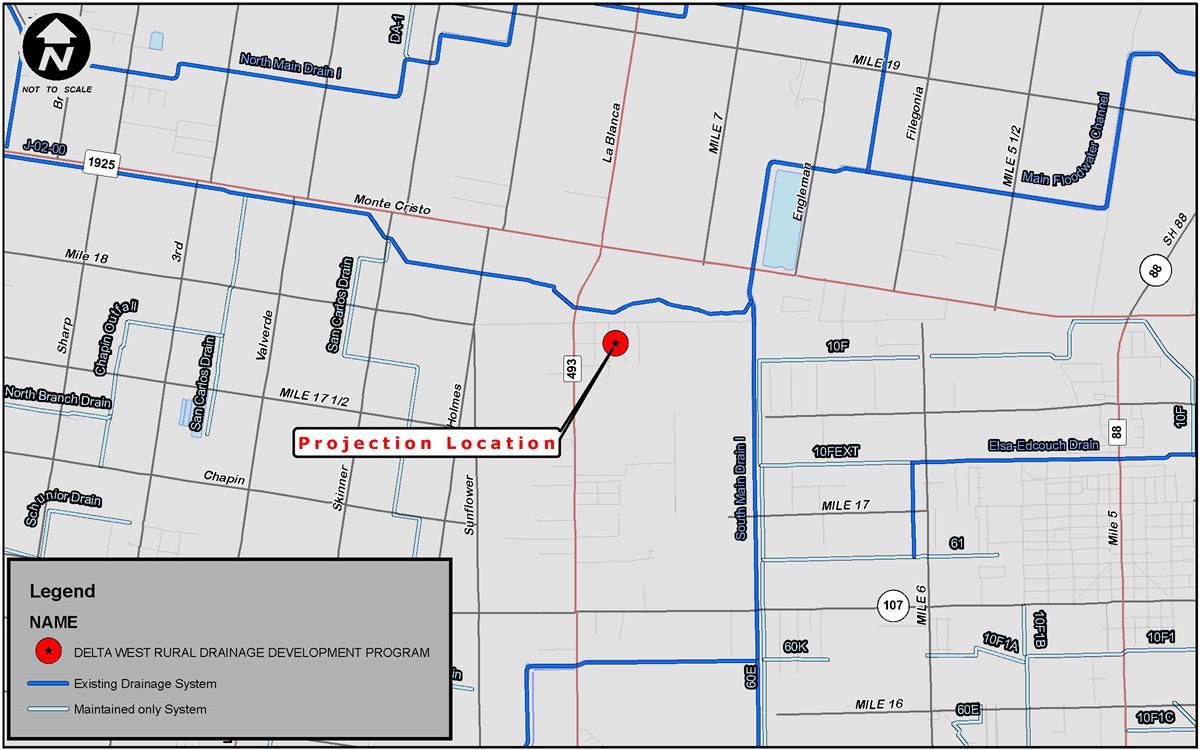 N
NOT TO SCALE
Br
DA-1
North Main Drain I
La Blanca
MILE 7
MILE 19
Filegonia
MILE 5 1/2
Main Floodwater Channel
J-02-00
1925
Monte Cristo
Engleman
SH 88
88
Mile 18
3rd
San Carlos Drain
Sharp
Chapin Outfall
San Carlos Drain
Valverde
493
10F
North Branch Drain
MILE 17 1/2
Holmes
10F
88
Projection Location
Elsa-Edcouch Drain
10FEXT
Chapin
Skinner
Sunflower
South Main Drain I
MILE 17
Mile 5
Schunior Drain
61
107
MILE 6
10F1A
10F1B
10F1
60K
60E
MILE 16
60E
10F1C
Legend
NAME
DELTA WEST RURAL DRAINAGE DEVELOPMENT PROGRAM
Existing Drainage System
Maintained only System